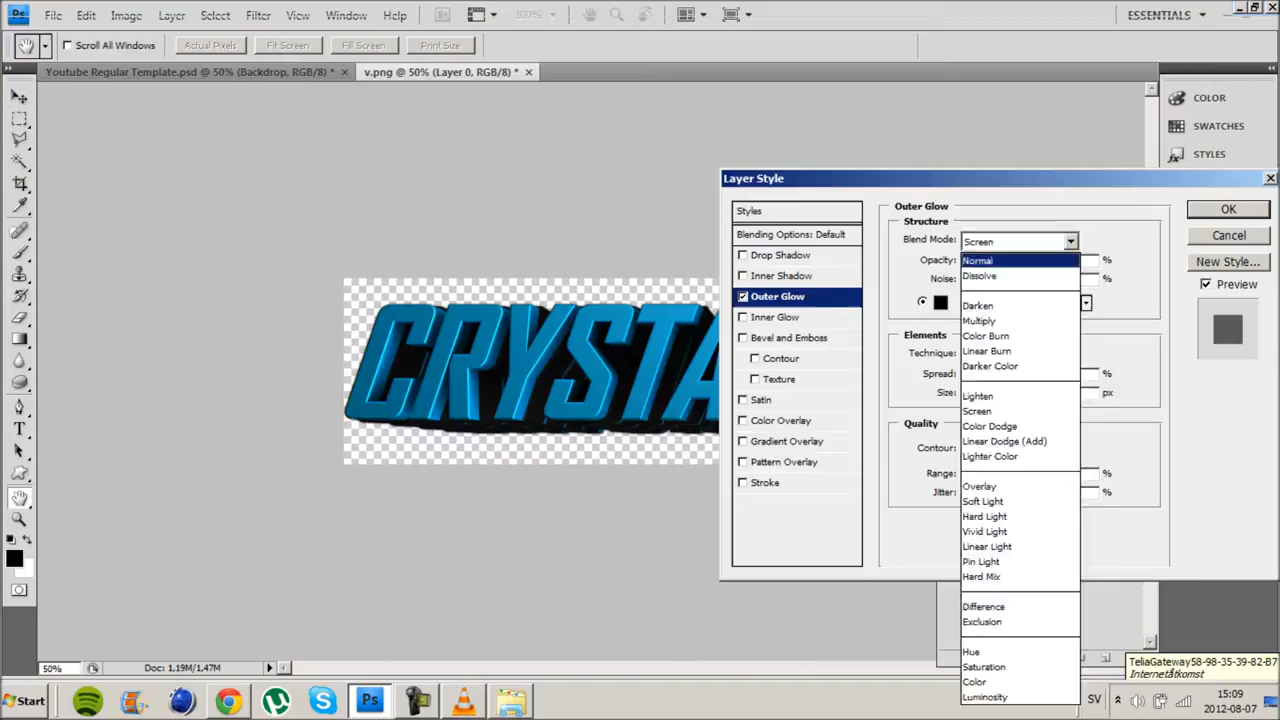 Ps File Edit Image Layer Select Filter View Window Help Br 100% ESSENTIALS
Scroll All Windows Actual Pixels Fit Screen Fill Screen Print Size
Youtube Regular Template.psd @ 50% (Backdrop, RGB/8) * × v.png @ 50% (Layer 0, RGB/8) * ×
COLOR
SWATCHES
STYLES
Layer Style
Styles
Blending Options: Default
Drop Shadow
Inner Shadow
Outer Glow
Inner Glow
Bevel and Emboss
Contour
Texture
Satin
Color Overlay
Gradient Overlay
Pattern Overlay
Stroke
Outer Glow
Structure
Blend Mode: Screen
Opacity: %
Noise: %
Elements
Technique:
Spread: %
Size: px
Quality
Contour:
Range: %
Jitter: %
Normal
Dissolve
Darken
Multiply
Color Burn
Linear Burn
Darker Color
Lighten
Screen
Color Dodge
Linear Dodge (Add)
Lighter Color
Overlay
Soft Light
Hard Light
Vivid Light
Linear Light
Pin Light
Hard Mix
Difference
Exclusion
Hue
Saturation
Color
Luminosity
OK
Cancel
New Style...
Preview
CRYSTA
50% Doc: 1,19M/1,47M
TeliaGateway58-98-35-39-82-B7
Internetåtkomst
Start Ps SV 15:09
2012-08-07